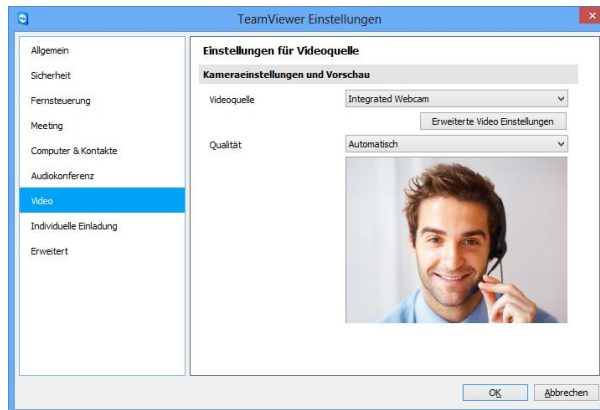 TeamViewer Einstellungen
Allgemein
Sicherheit
Fernsteuerung
Meeting
Computer & Kontakte
Audiokonferenz
Video
Individuelle Einladung
Erweitert
Einstellungen für Videoquelle
Kameraeinstellungen und Vorschau
Videoquelle
Integrated Webcam
Erweiterte Video Einstellungen
Qualität
Automatisch
OK
Abbrechen